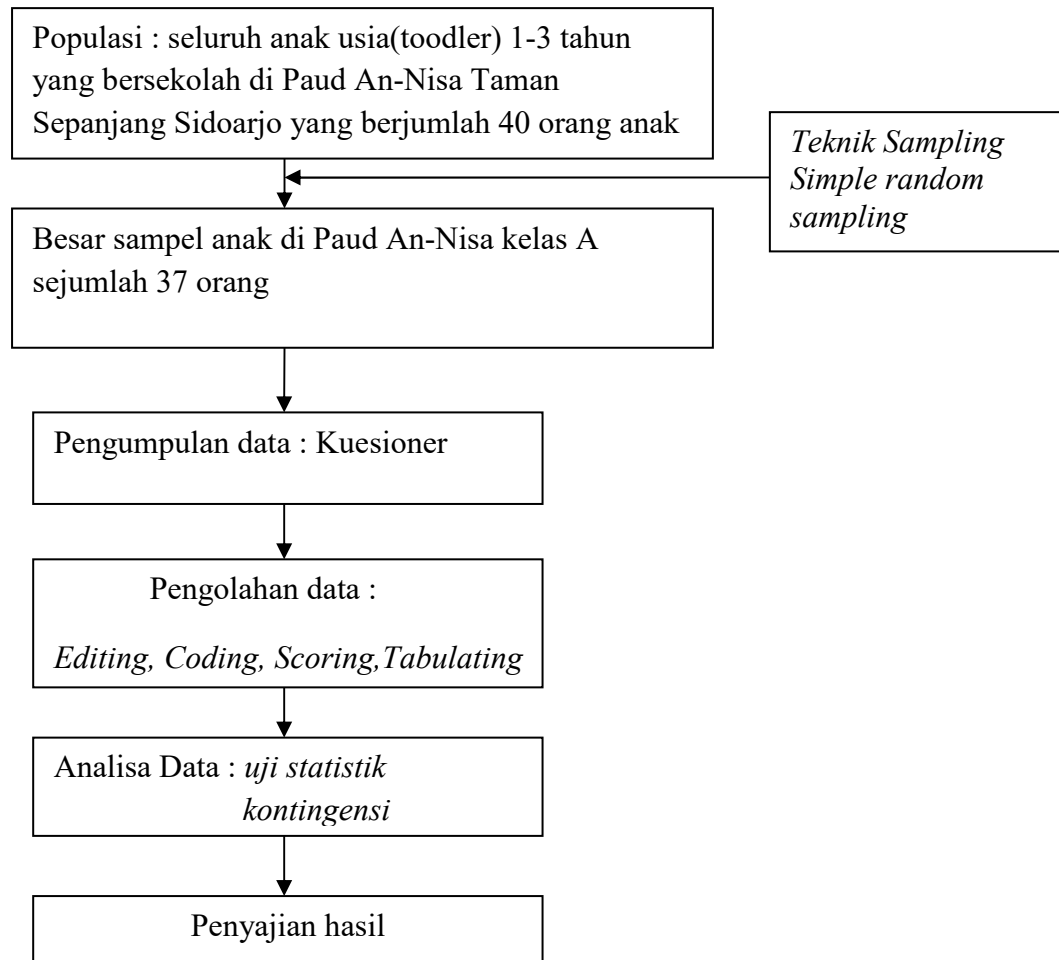 Populasi : seluruh anak usia(toodler) 1-3 tahun
yang bersekolah di Paud An-Nisa Taman
Sepanjang Sidoarjo yang berjumlah 40 orang anak
Teknik Sampling
Simple random
sampling
Besar sampel anak di Paud An-Nisa kelas A
sejumlah 37 orang
Pengumpulan data : Kuesioner
Pengolahan data :
Editing, Coding, Scoring,Tabulating
Analisa Data : uji statistik
kontingensi
Penyajian hasil